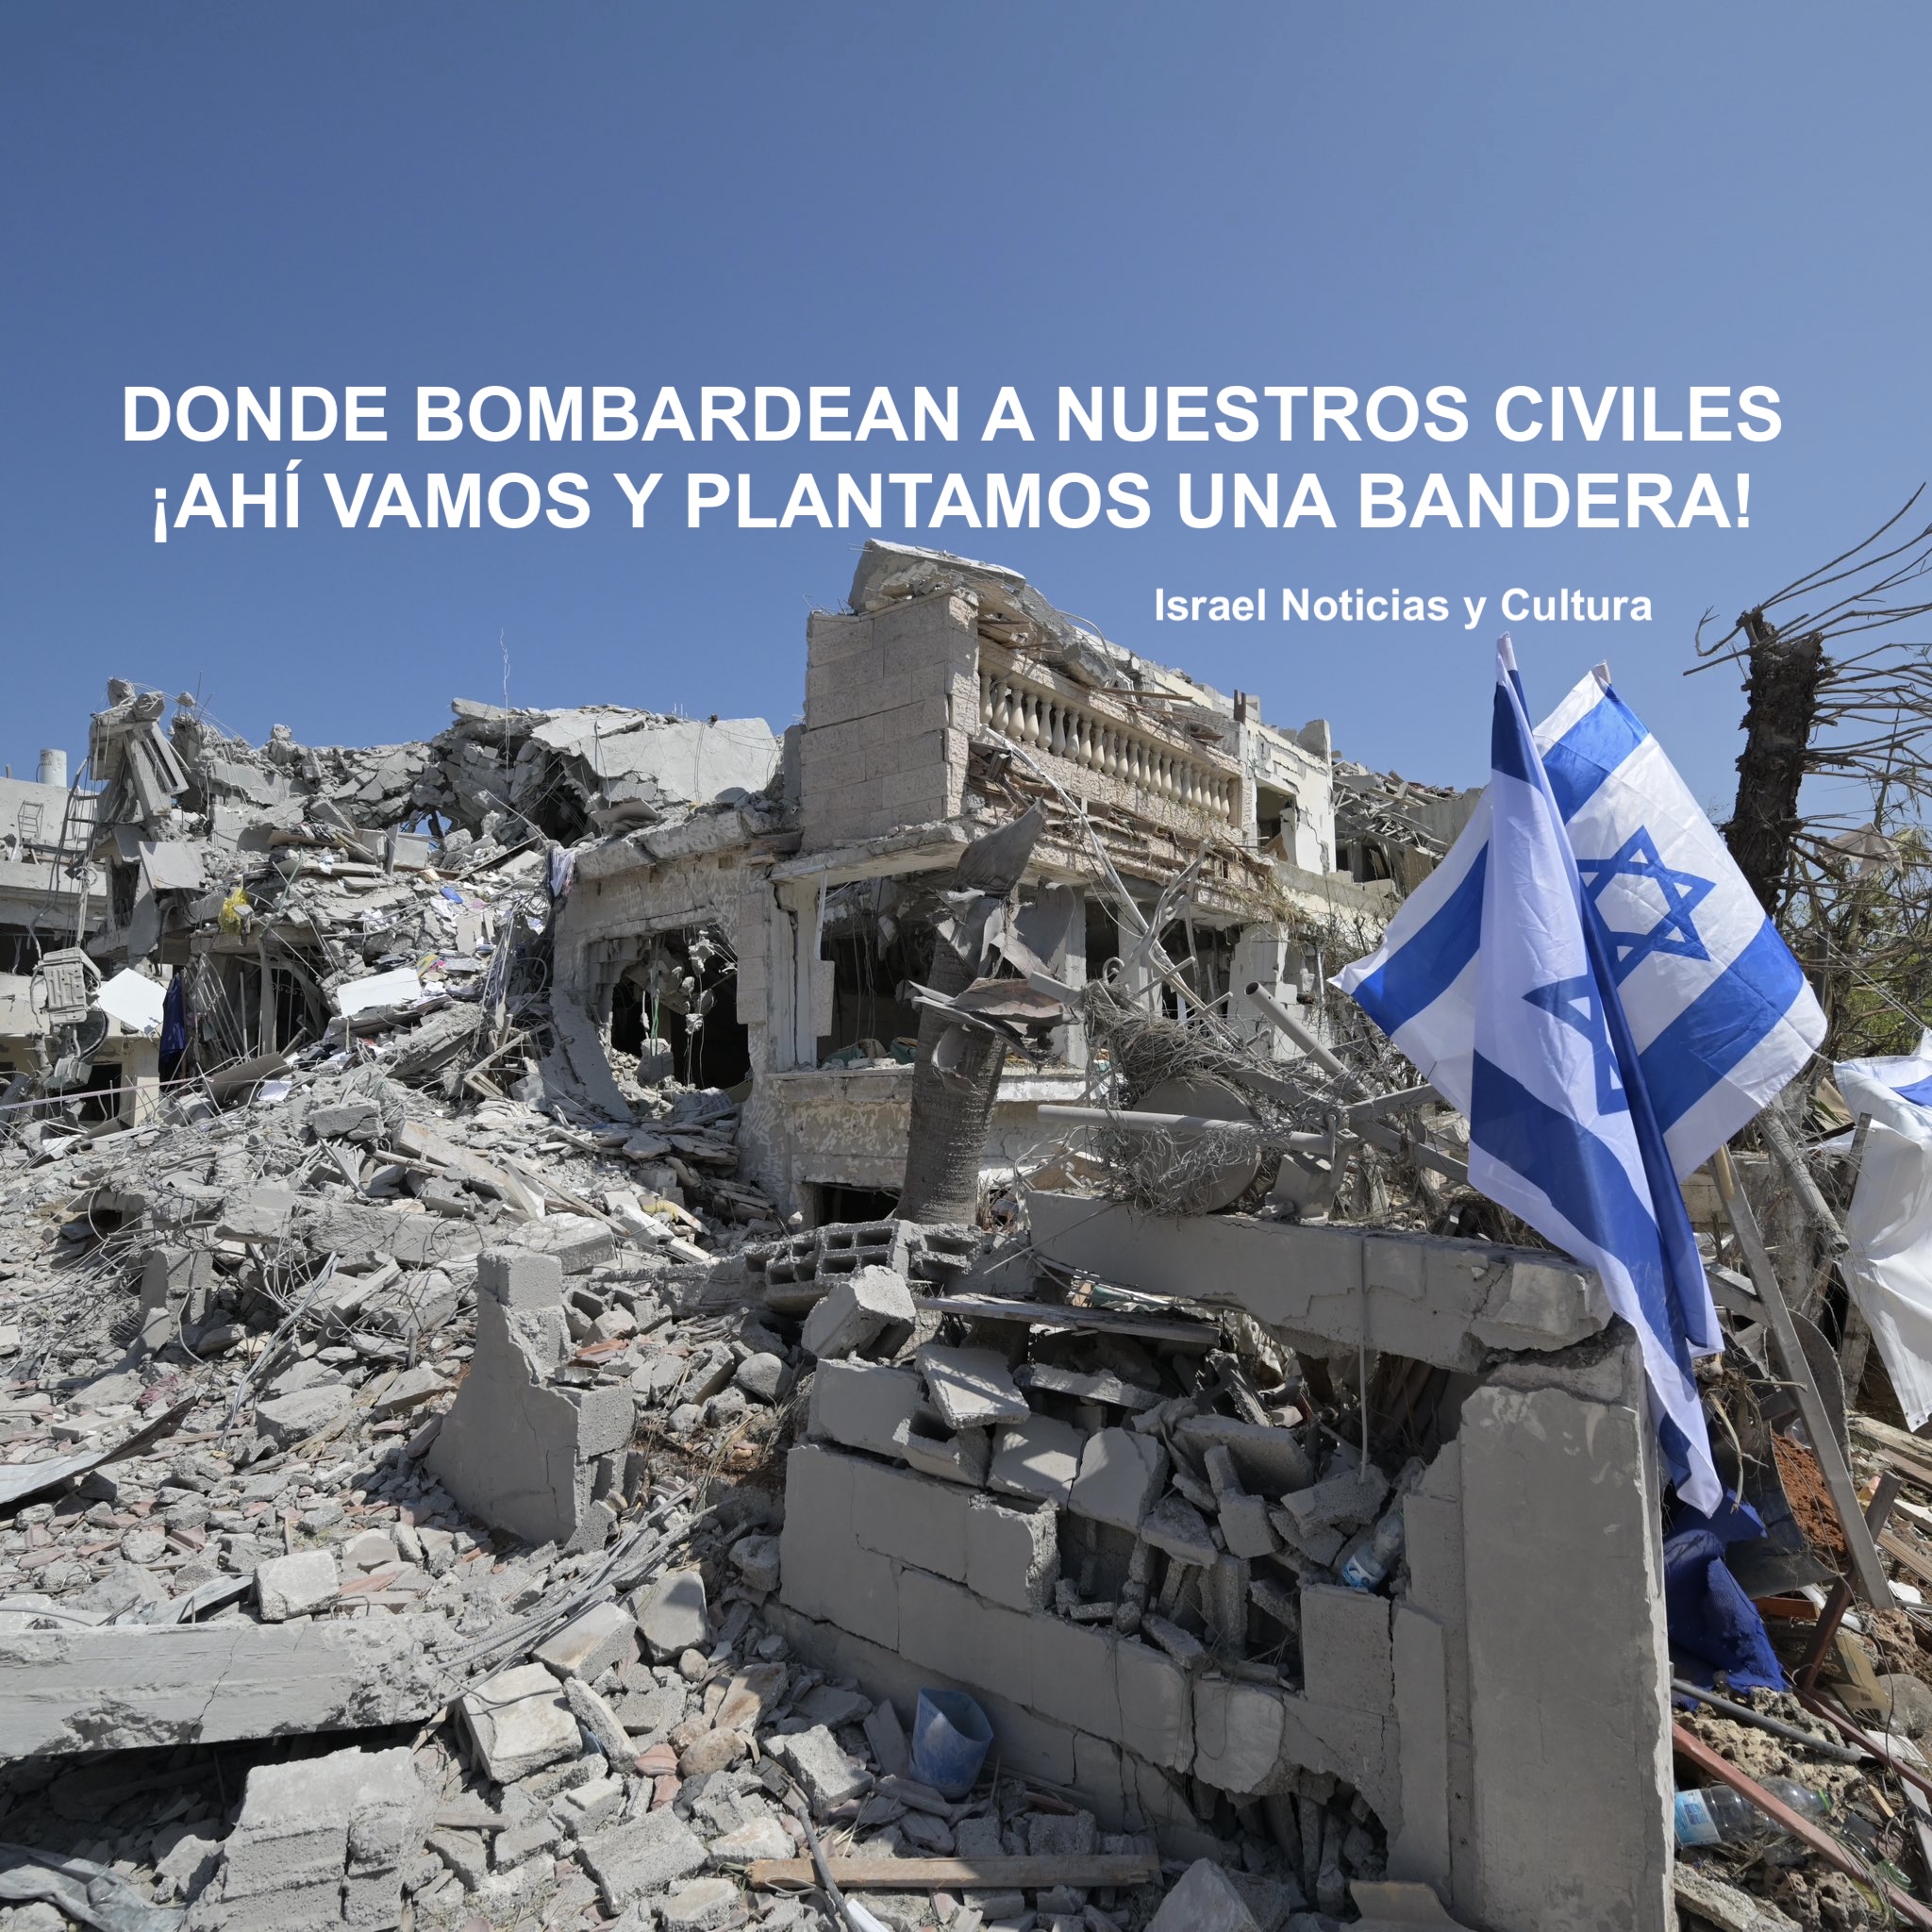 DONDE BOMBARDEAN A NUESTROS CIVILES
¡AHÍ VAMOS Y PLANTAMOS UNA BANDERA!
Israel Noticias y Cultura